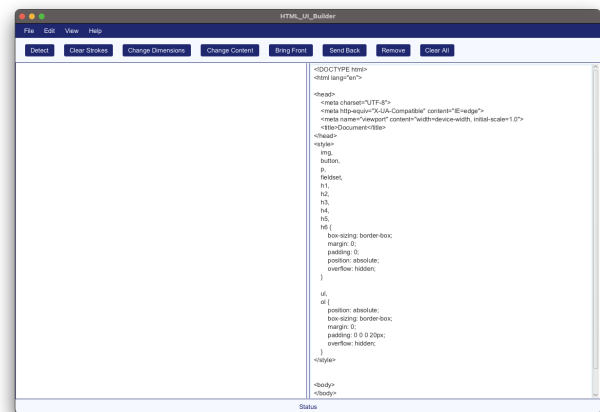 HTML_UI_Builder
File Edit View Help
Detect Clear Strokes Change Dimensions Change Content Bring Front Send Back Remove Clear All
<!DOCTYPE html>
<html lang="en">
<head>
<meta charset="UTF-8">
<meta http-equiv="X-UA-Compatible" content="IE=edge">
<meta name="viewport" content="width=device-width, initial-scale=1.0">
<title>Document</title>
</head>
<style>
img,
button,
p,
fieldset,
h1,
h2,
h3,
h4,
h5,
h6 {
box-sizing: border-box;
margin: 0;
padding: 0;
position: absolute;
overflow: hidden;
}
ul,
ol {
position: absolute;
box-sizing: border-box;
margin: 0;
padding: 0 0 0 20px;
overflow: hidden;
}
</style>
<body>
</body>
Status